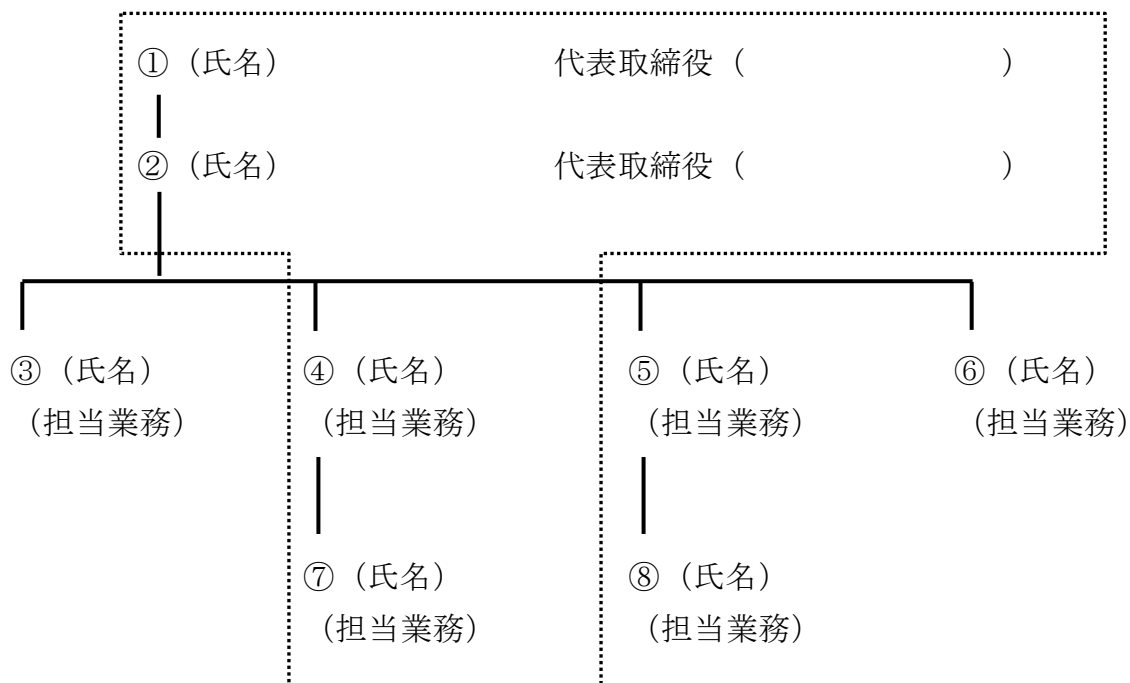 ① (氏名) 代表取締役 ( )
② (氏名) 代表取締役 ( )
③ (氏名) ④ (氏名) ⑤ (氏名) ⑥ (氏名)
(担当業務) (担当業務) (担当業務) (担当業務)
⑦ (氏名) ⑧ (氏名)
(担当業務) (担当業務)